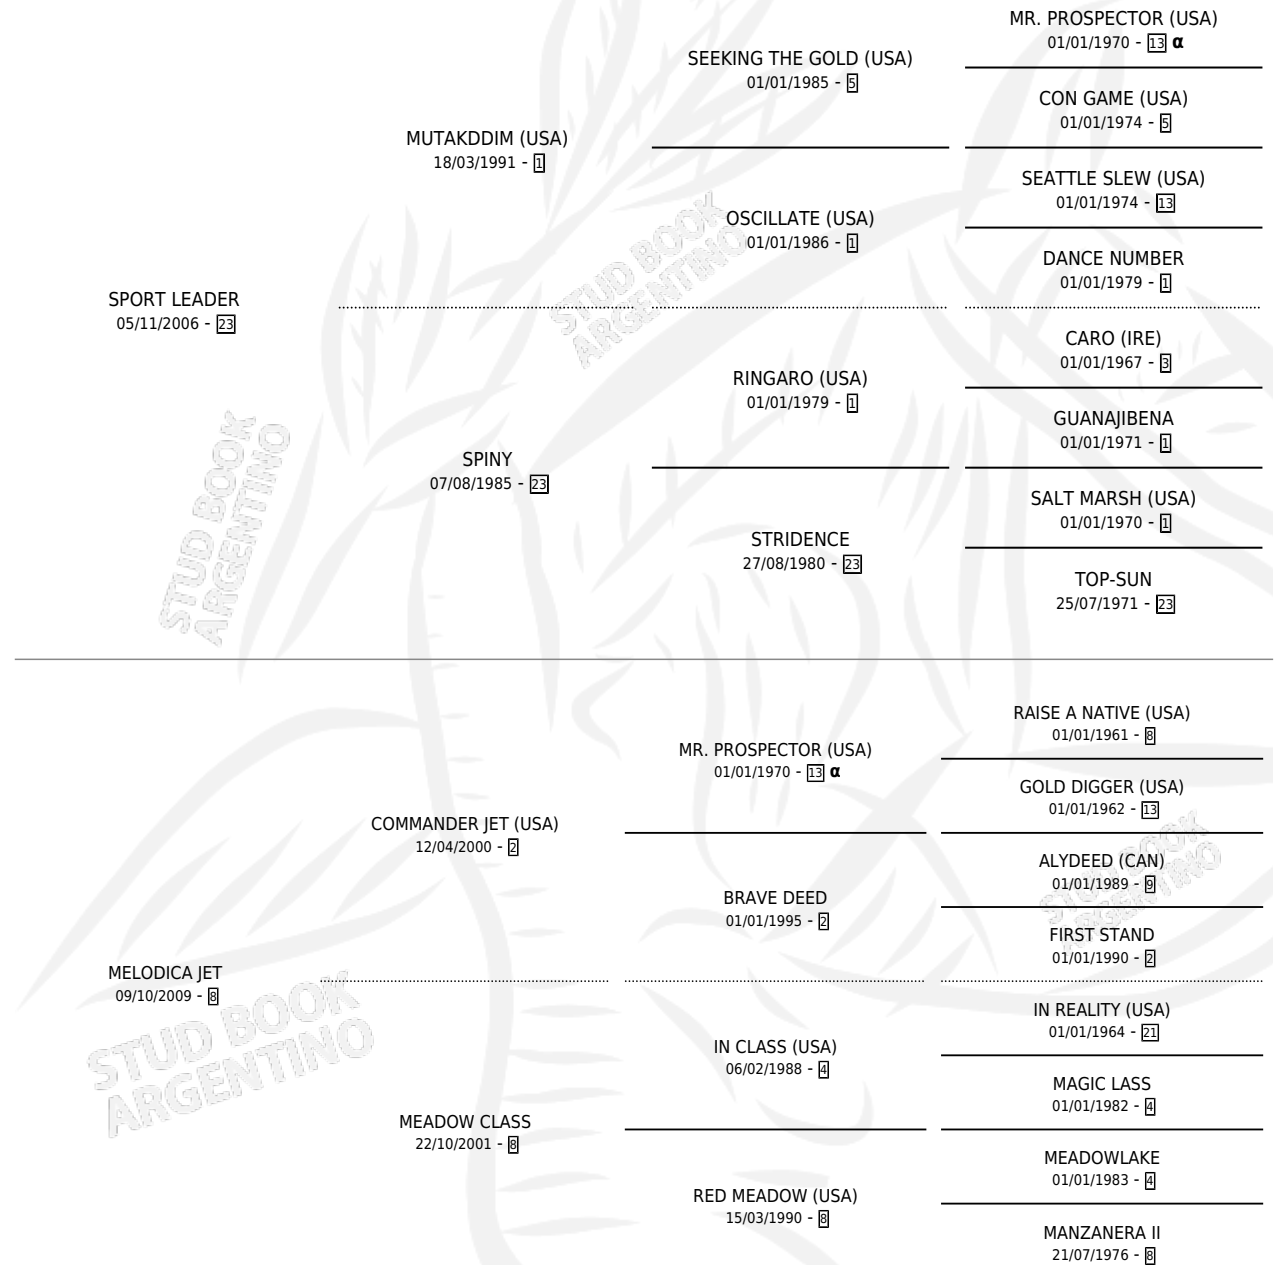 MR. PROSPECTOR (USA)
01/01/1970 - 13 α
SEEKING THE GOLD (USA)
01/01/1985 - 5
CON GAME (USA)
01/01/1974 - 5
MUTAKDDIM (USA)
18/03/1991 - 1
SEATTLE SLEW (USA)
01/01/1974 - 13
OSCILLATE (USA)
01/01/1986 - 1
DANCE NUMBER
01/01/1979 - 1
STUD BOOK
ARGENTINO
SPORT LEADER
05/11/2006 - 23
CARO (IRE)
01/01/1967 - 3
RINGARO (USA)
01/01/1979 - 1
GUANAJIBENA
01/01/1971 - 1
SPINY
07/08/1985 - 23
SALT MARSH (USA)
01/01/1970 - 1
STRIDENCE
27/08/1980 - 23
TOP-SUN
25/07/1971 - 23
STUD BOOK
ARGENTINO
RAISE A NATIVE (USA)
01/01/1961 - 8
MR. PROSPECTOR (USA)
01/01/1970 - 13 α
GOLD DIGGER (USA)
01/01/1962 - 13
COMMANDER JET (USA)
12/04/2000 - 2
ALYDEED (CAN)
01/01/1989 - 9
BRAVE DEED
01/01/1995 - 2
FIRST STAND
01/01/1990 - 2
STUD BOOK
ARGENTINO
MELODICA JET
09/10/2009 - 8
IN REALITY (USA)
01/01/1964 - 21
IN CLASS (USA)
06/02/1988 - 4
MAGIC LASS
01/01/1982 - 4
MEADOW CLASS
22/10/2001 - 8
MEADOWLAKE
01/01/1983 - 4
RED MEADOW (USA)
15/03/1990 - 8
MANZANERA II
21/07/1976 - 8
STUD BOOK
ARGENTINO